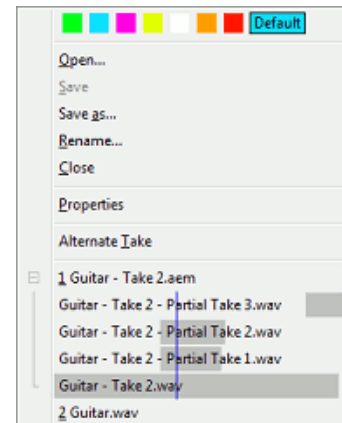 Default
Open...
Save
Save as...
Rename...
Close
Properties
Alternate Take
1 Guitar - Take 2.aem
Guitar - Take 2 - Partial Take 3.wav
Guitar - Take 2 - Partial Take 2.wav
Guitar - Take 2 - Partial Take 1.wav
Guitar - Take 2.wav
2 Guitar.wav